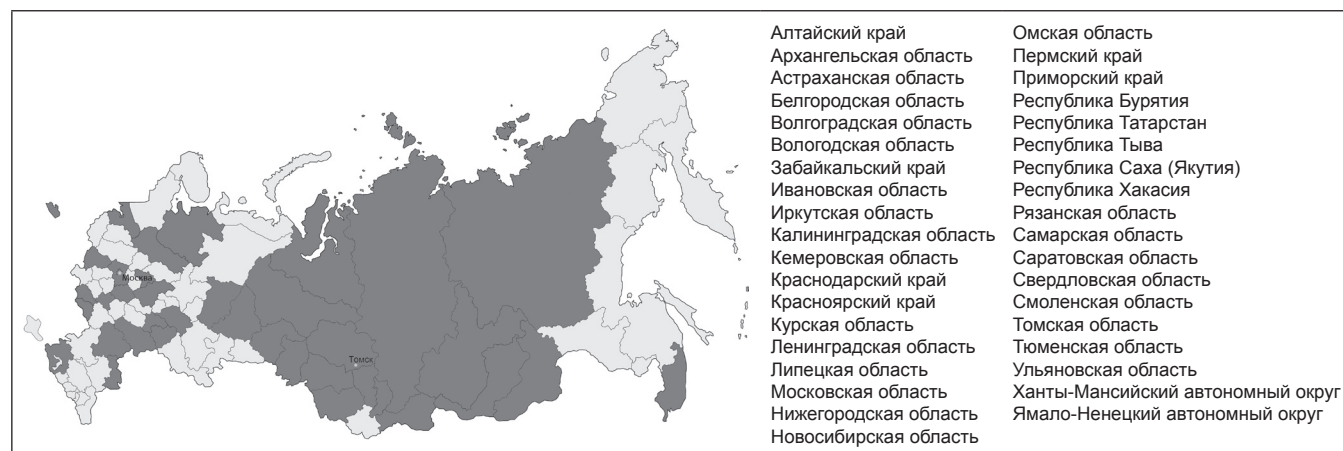 Москва
Томск
Алтайский край
Архангельская область
Астраханская область
Белгородская область
Волгоградская область
Вологодская область
Забайкальский край
Ивановская область
Иркутская область
Калининградская область
Кемеровская область
Краснодарский край
Красноярский край
Курская область
Ленинградская область
Липецкая область
Московская область
Нижегородская область
Новосибирская область
Омская область
Пермский край
Приморский край
Республика Бурятия
Республика Татарстан
Республика Тыва
Республика Саха (Якутия)
Республика Хакасия
Рязанская область
Самарская область
Саратовская область
Свердловская область
Смоленская область
Томская область
Тюменская область
Ульяновская область
Ханты-Мансийский автономный округ
Ямало-Ненецкий автономный округ